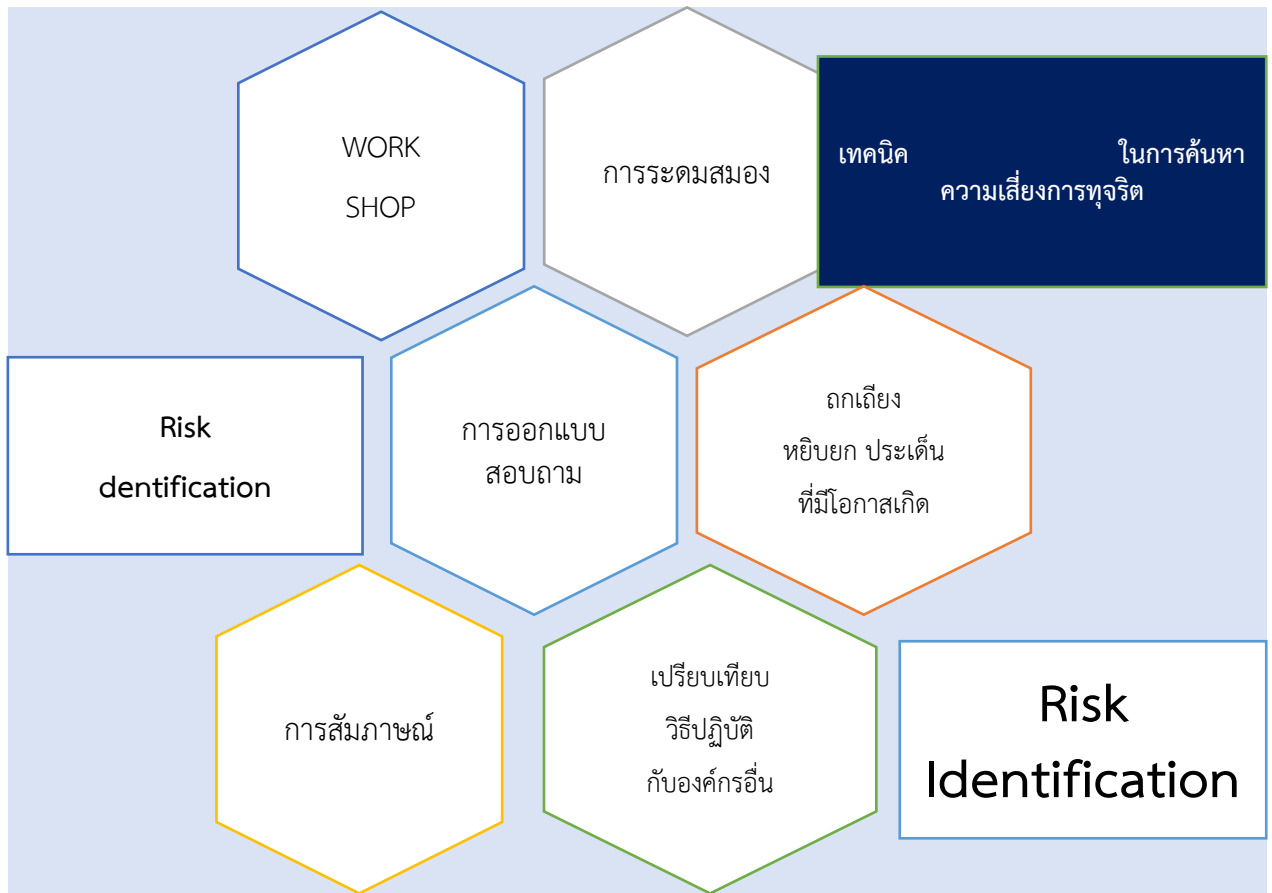 WORK
SHOP
การระดมสมอง
เทคนิค ในการค้นหา
ความเสี่ยงการทุจริต
Risk
dentification
การออกแบบ
สอบถาม
ถกเถียง
หยิบยก ประเด็น
ที่มีโอกาสเกิด
การสัมภาษณ์
เปรียบเทียบ
วิธีปฏิบัติ
กับองค์กรอื่น
Risk
Identification